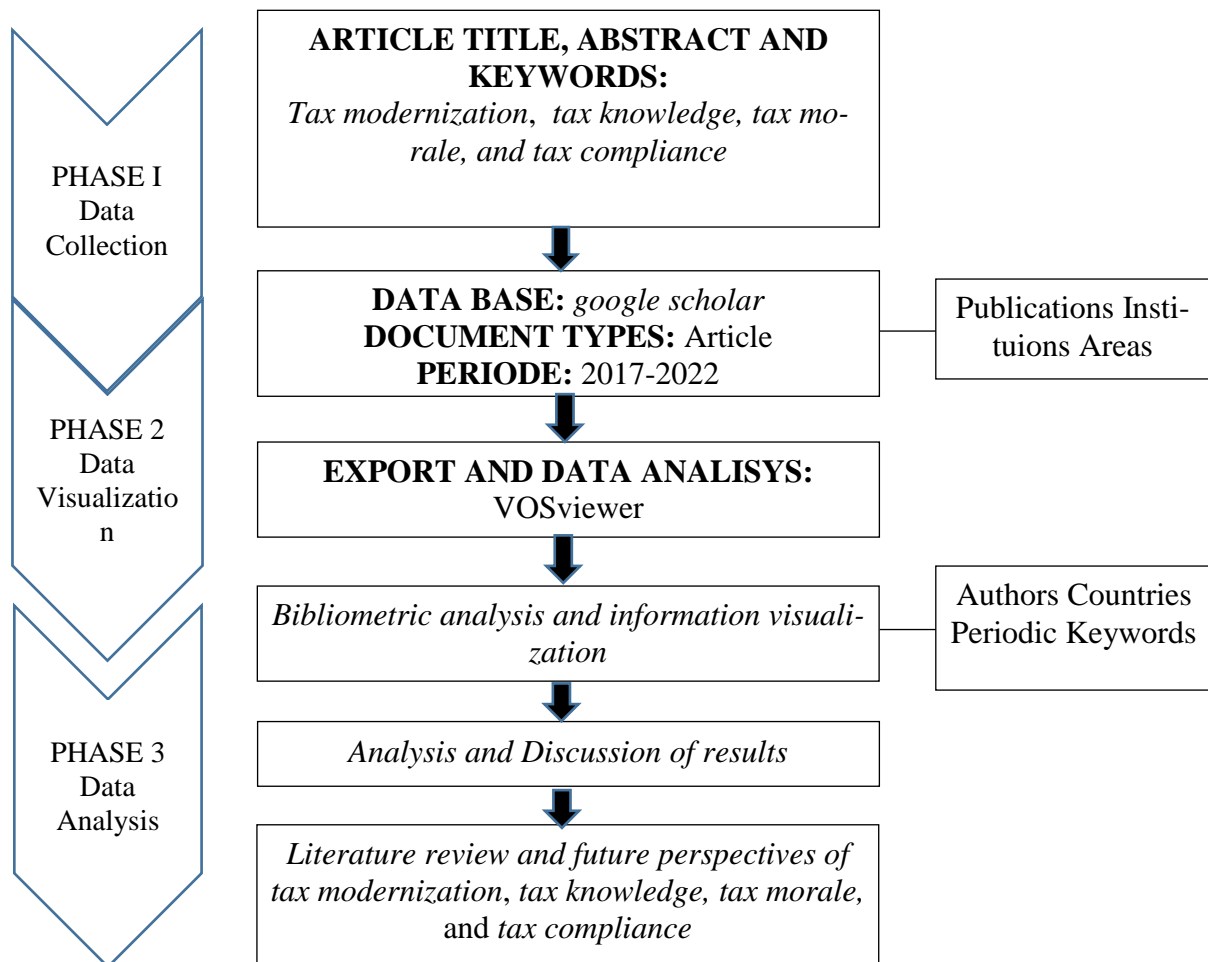 ARTICLE TITLE, ABSTRACT AND
KEYWORDS:
Tax modernization, tax knowledge, tax mo-
rale, and tax compliance
PHASE I
Data
Collection
DATA BASE: google scholar
DOCUMENT TYPES: Article
PERIODE: 2017-2022
Publications Insti-
tuions Areas
PHASE 2
Data
Visualizatio
n
EXPORT AND DATA ANALISYS:
VOSviewer
Bibliometric analysis and information visuali-
zation
Authors Countries
Periodic Keywords
PHASE 3
Data
Analysis
Analysis and Discussion of results
Literature review and future perspectives of
tax modernization, tax knowledge, tax morale,
and tax compliance